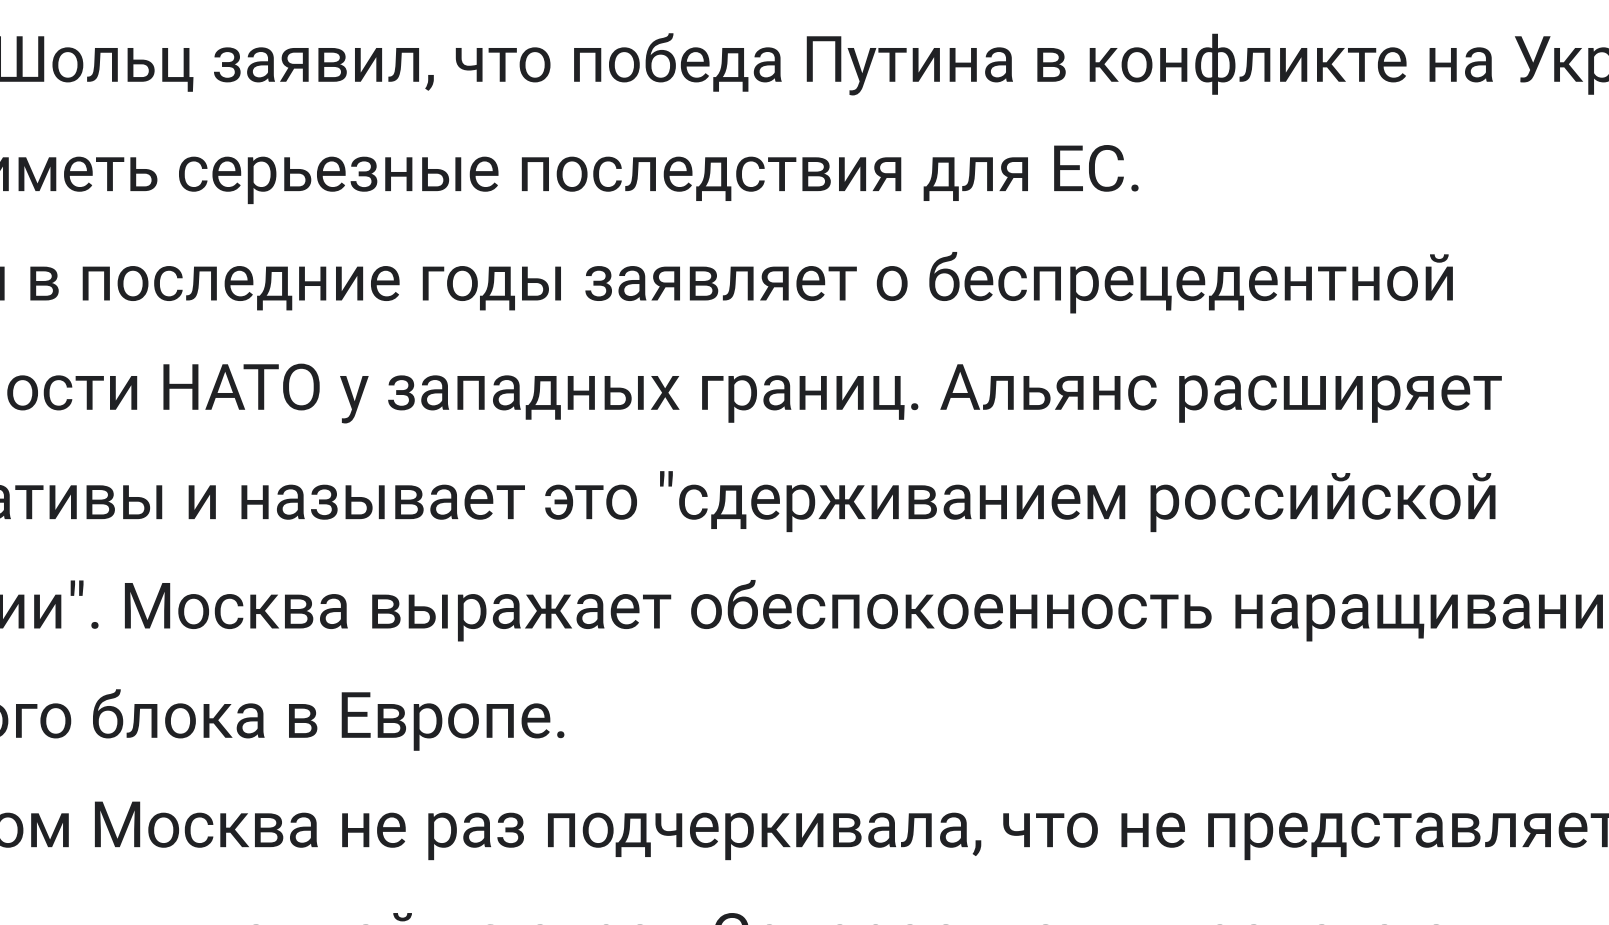 Шольц заявил, что победа Путина в конфликте на Укр
иметь серьезные последствия для ЕС.
в последние годы заявляет о беспрецедентной
ости НАТО у западных границ. Альянс расширяет
ативы и называет это "сдерживанием российской
ии". Москва выражает обеспокоенность наращивани
ого блока в Европе.
ом Москва не раз подчеркивала, что не представляет